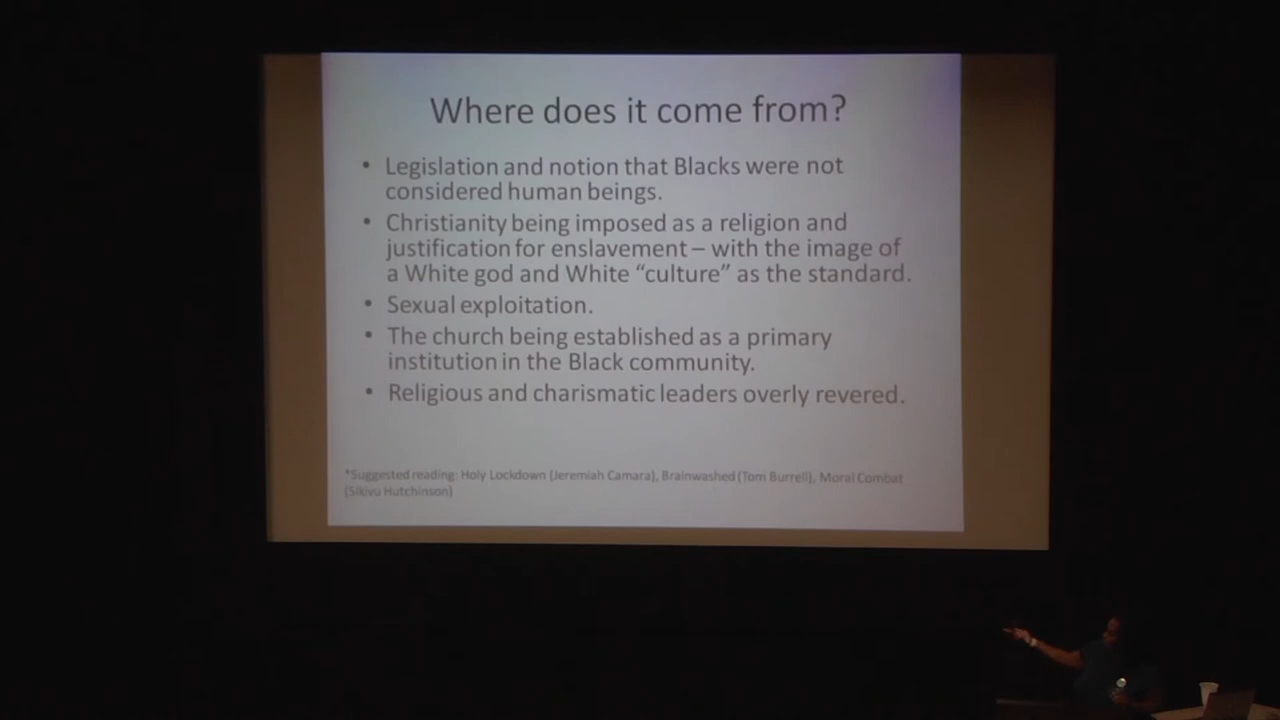 Where does it come from?
• Legislation and notion that Blacks were not
considered human beings.
• Christianity being imposed as a religion and
justification for enslavement – with the image of
a White god and White “culture” as the standard.
• Sexual exploitation.
• The church being established as a primary
institution in the Black community.
• Religious and charismatic leaders overly revered.
*Suggested reading: Holy Lockdown (Jeremiah Camara), Brainwashed (Tom Burrell), Moral Combat
(Sikivu Hutchinson)